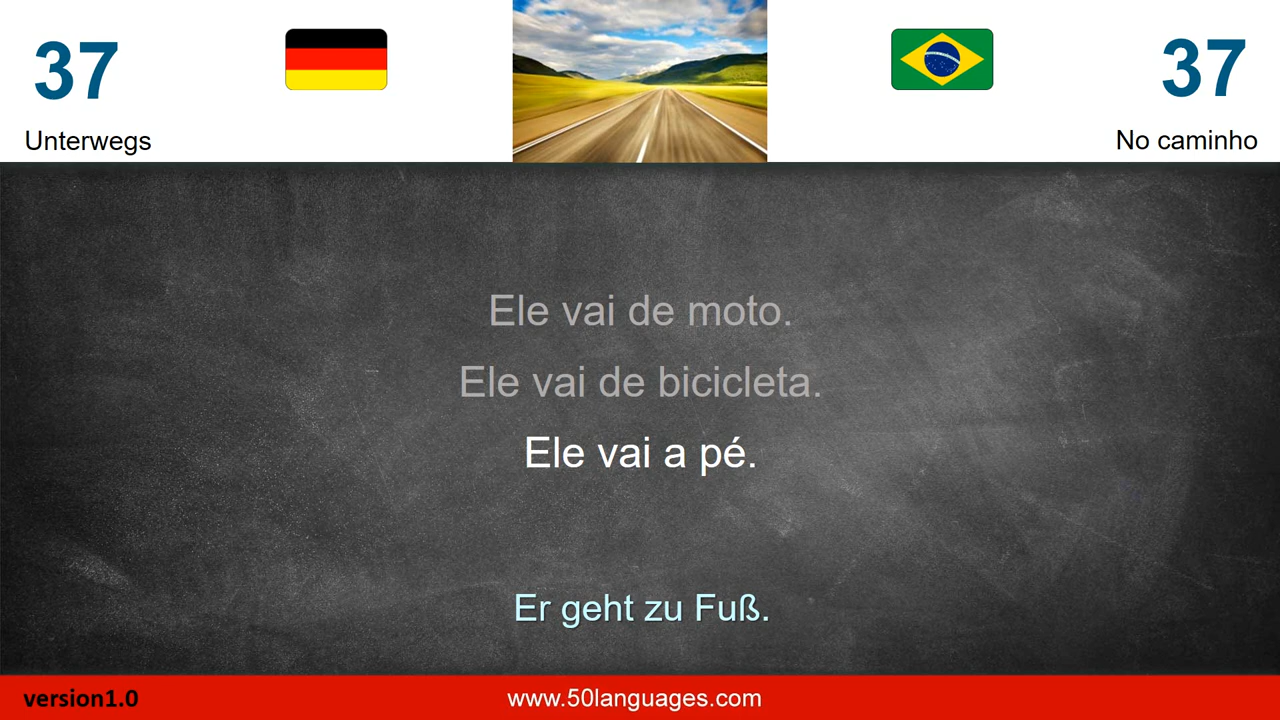 37
37
Unterwegs
No caminho
Ele vai de moto.
Ele vai de bicicleta.
Ele vai a pé.
Er geht zu Fuß.
version1.0
www.50languages.com